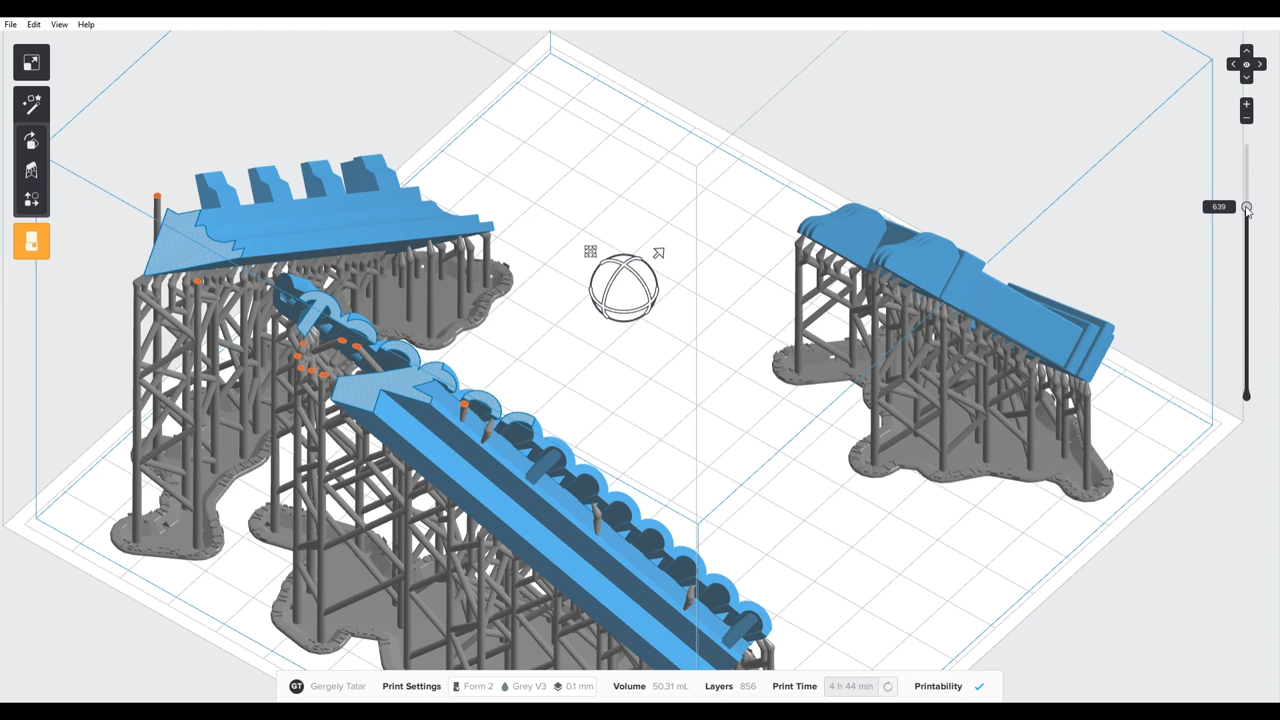 File Edit View Help
639
GT Gergely Tatar Print Settings Form 2 Grey V3 0.1 mm Volume 50.31 mL Layers 856 Print Time 4 h 44 min Printability